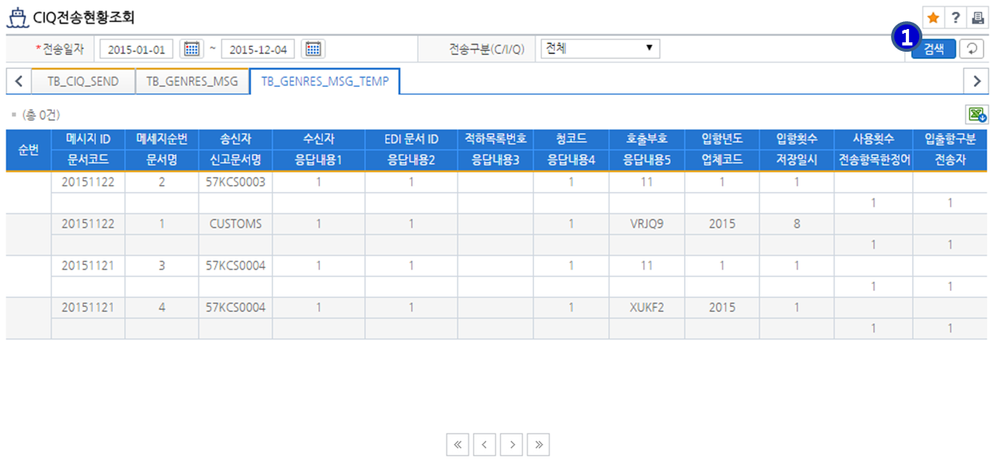 CIQ전송현황조회
?
1
*전송일자 2015-01-01 ~ 2015-12-04 전송구분(C/I/Q) 전체 검색
TB_CIQ_SEND TB_GENRES_MSG TB_GENRES_MSG_TEMP
(총 0건)
순번 메시지 ID 메세지순번 송신자 수신자 EDI 문서 ID 적하목록번호 청코드 호출부호 입항년도 입항횟수 사용횟수 입출항구분
문서코드 문서명 신고문서명 응답내용1 응답내용2 응답내용3 응답내용4 응답내용5 업체코드 저장일시 전송항목한정어 전송자
20151122 2 57KCS0003 1 1 1 11 1 1
1 1
20151122 1 CUSTOMS 1 1 1 VRJQ9 2015 8
1 1
20151121 3 57KCS0004 1 1 1 11 1 1
1 1
20151121 4 57KCS0004 1 1 1 XUKF2 2015 1
1 1